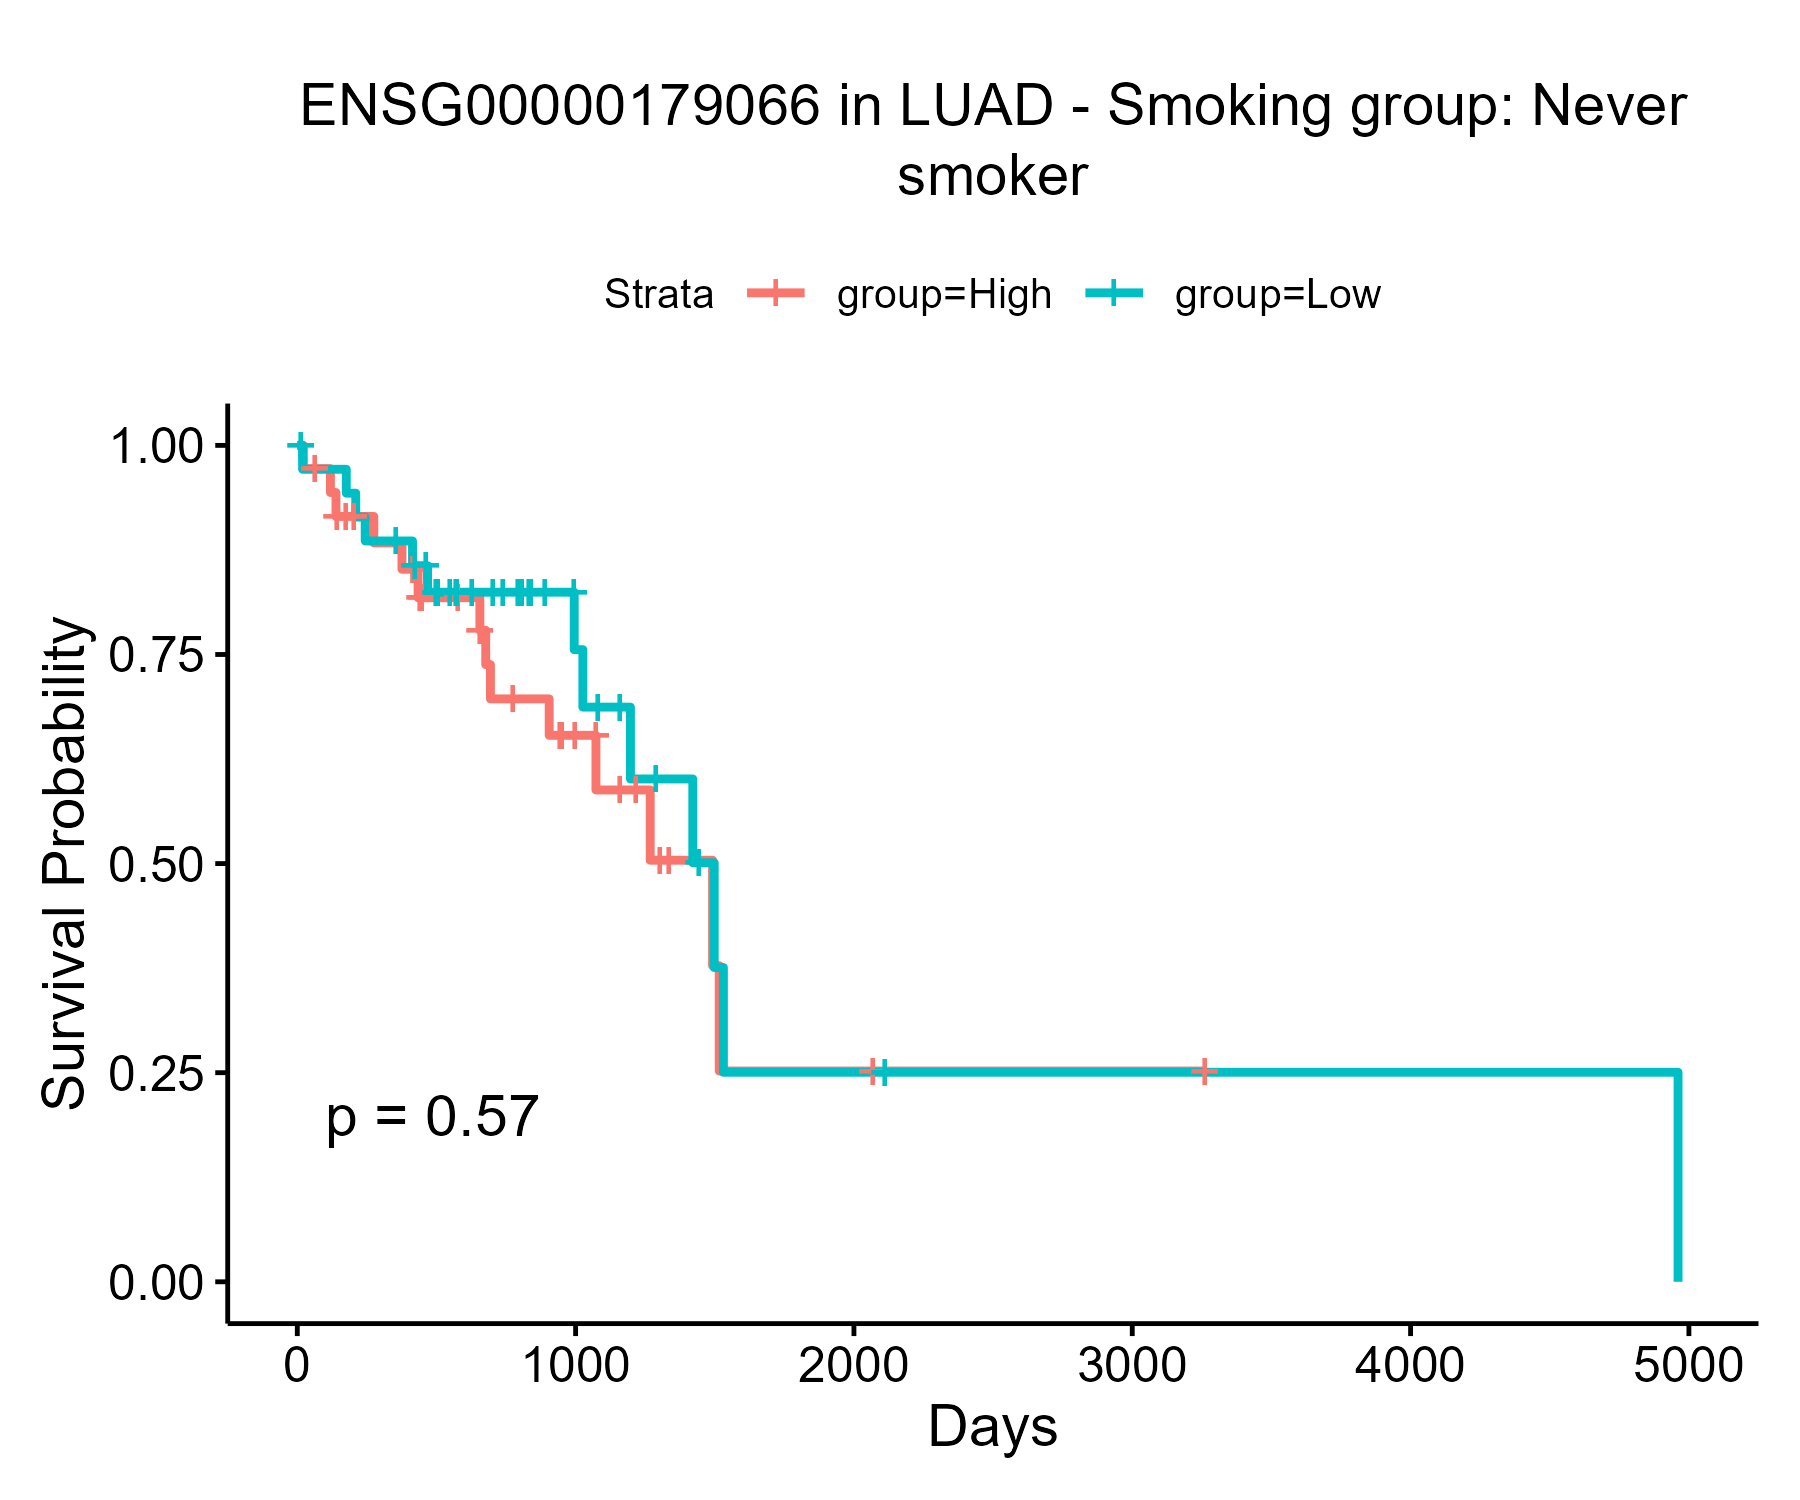 ENSG00000179066 in LUAD - Smoking group: Never
smoker
Strata group=High group=Low
Survival Probability
1.00
0.75
0.50
0.25
0.00
p = 0.57
0 1000 2000 3000 4000 5000
Days